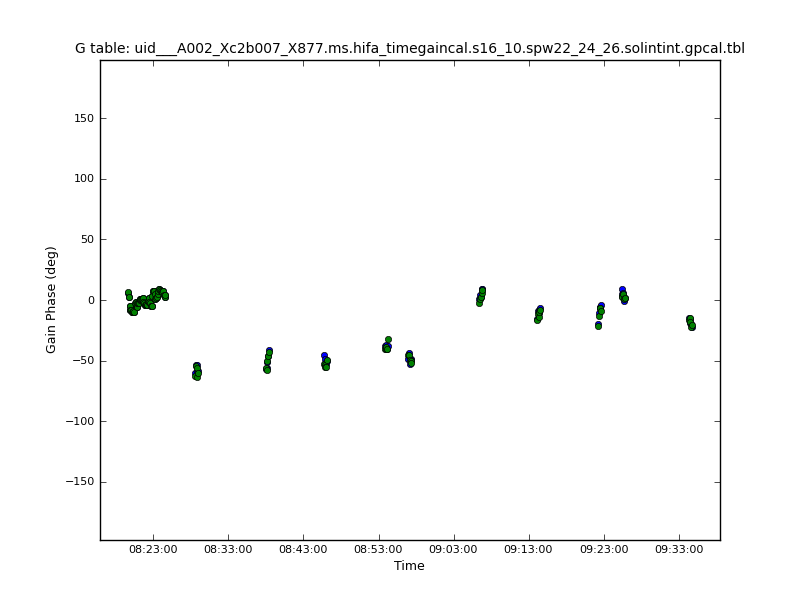 G table: uid___A002_Xc2b007_X877.ms.hifa_timegaincal.s16_10.spw22_24_26.solintint.gpcal.tbl
Gain Phase (deg)
150
100
50
0
−50
−100
−150
08:23:00 08:33:00 08:43:00 08:53:00 09:03:00 09:13:00 09:23:00 09:33:00
Time